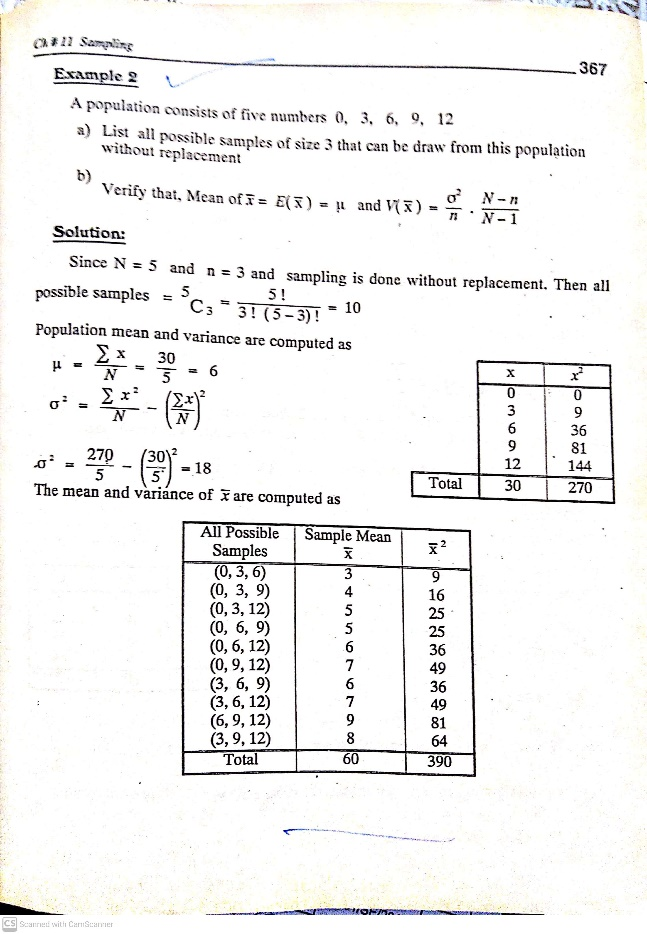 Ch # 11 Sampling
367
Example 2
A population consists of five numbers 0, 3, 6, 9, 12
a) List all possible samples of size 3 that can be draw from this population
without replacement
b)
Verify that, Mean of x̅ = E(x̅) = μ and V(x̅) = σ²/n . N – n/N – 1
Solution:
Since N = 5 and n = 3 and sampling is done without replacement. Then all
possible samples = ⁵C₃ = 5!/3! (5 – 3)! = 10
Population mean and variance are computed as
μ = ∑ x/N = 30/5 = 6
σ² = ∑ x²/N – (∑x/N)²
σ² = 270/5 – (30/5)² = 18
x x²
0 0
3 9
6 36
9 81
12 144
Total 30 270
The mean and variance of x̅ are computed as
All Possible Samples Sample Mean x̅ x̅²
(0, 3, 6) 3 9
(0, 3, 9) 4 16
(0, 3, 12) 5 25
(0, 6, 9) 5 25
(0, 6, 12) 6 36
(0, 9, 12) 7 49
(3, 6, 9) 6 36
(3, 6, 12) 7 49
(6, 9, 12) 9 81
(3, 9, 12) 8 64
Total 60 390
CS Scanned with CamScanner